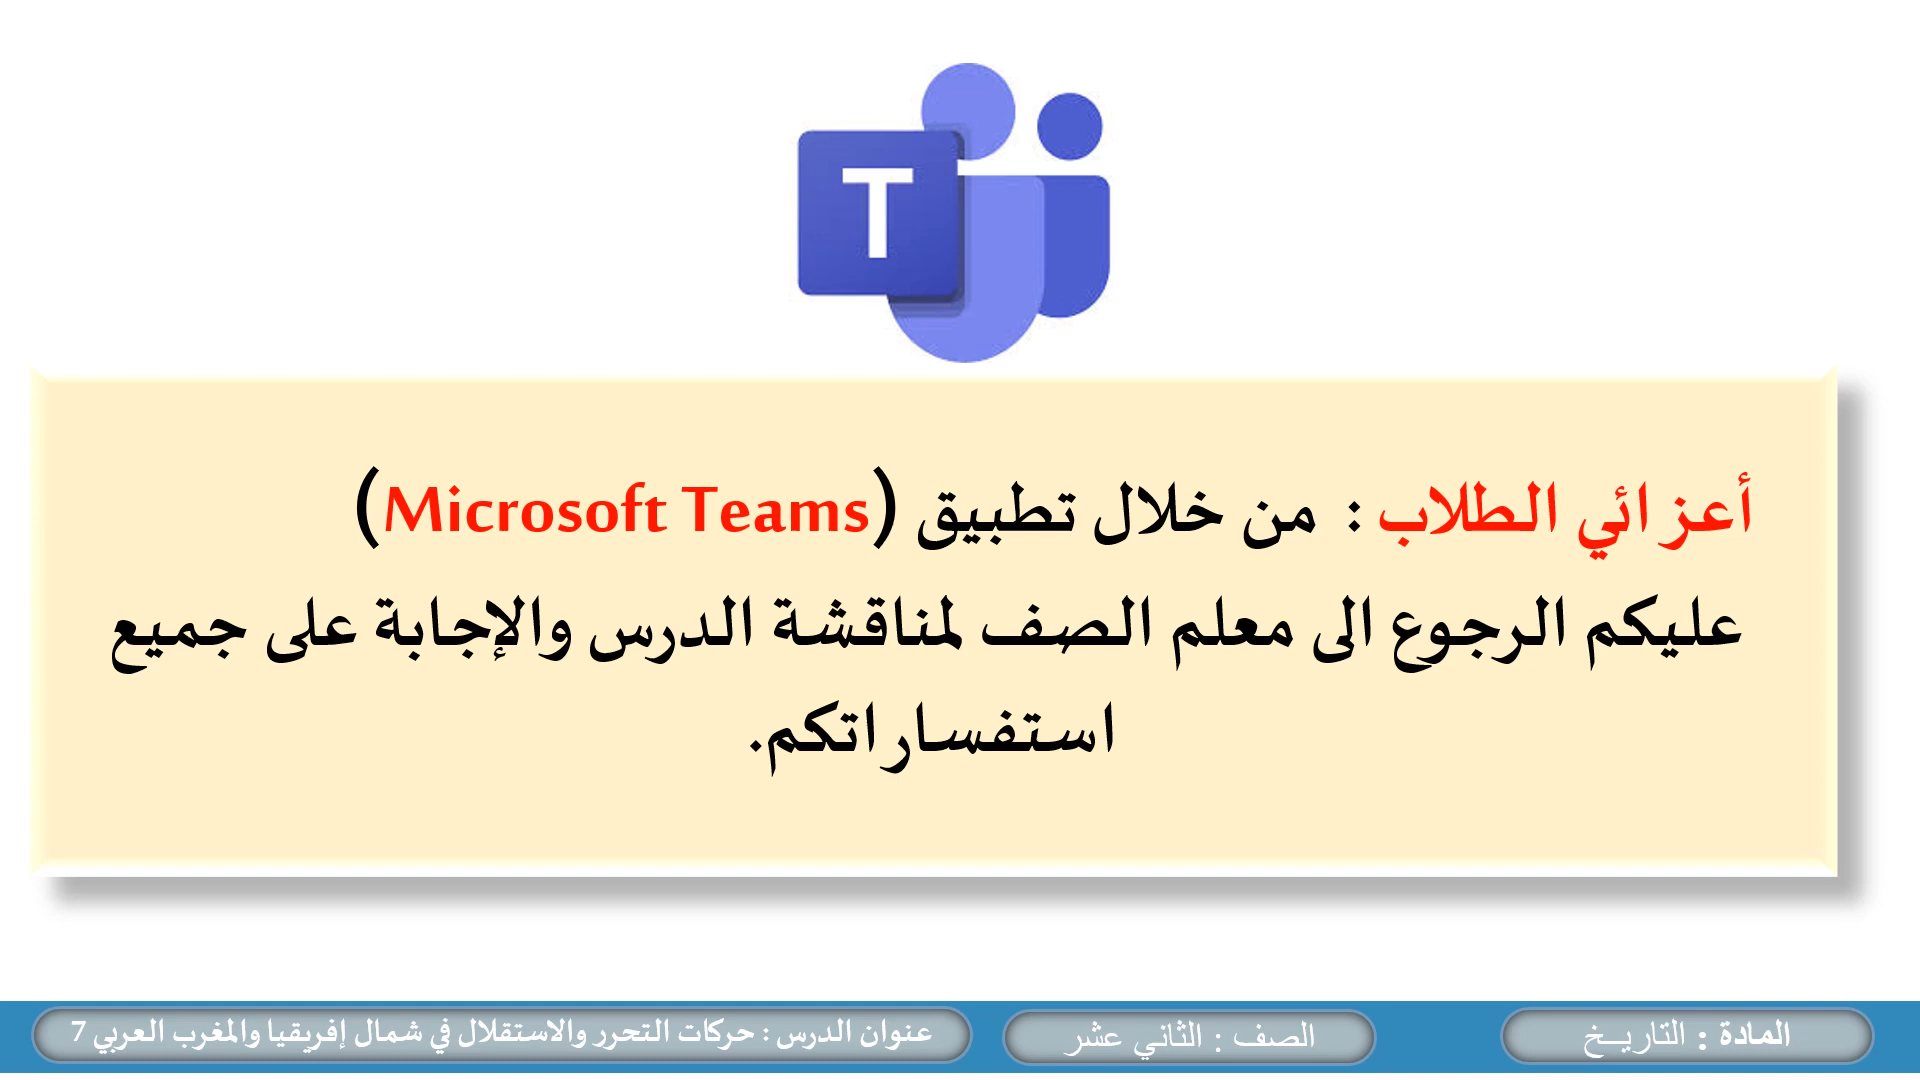 T
أعزائي الطلاب : من خلال تطبيق (Microsoft Teams)
عليكم الرجوع الى معلم الصف لمناقشة الدرس والإجابة على جميع
استفساراتكم.
المادة : التاريخ
الصف : الثاني عشر
عنوان الدرس : حركات التحرر والاستقلال في شمال إفريقيا والمغرب العربي 7